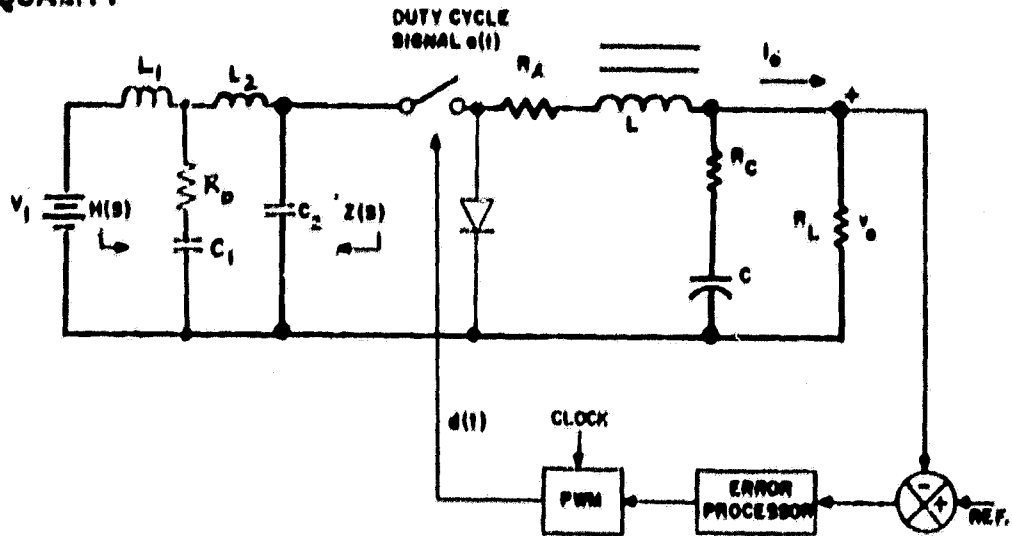 QUALITY
DUTY CYCLE
SIGNAL d(t)
L1
L2
RA
Io
+
L
RC
V1
H(S)
RD
C2
Z(S)
RL
vo
C1
C
d(t)
CLOCK
PWM
ERROR
PROCESSOR
-
+
REF.